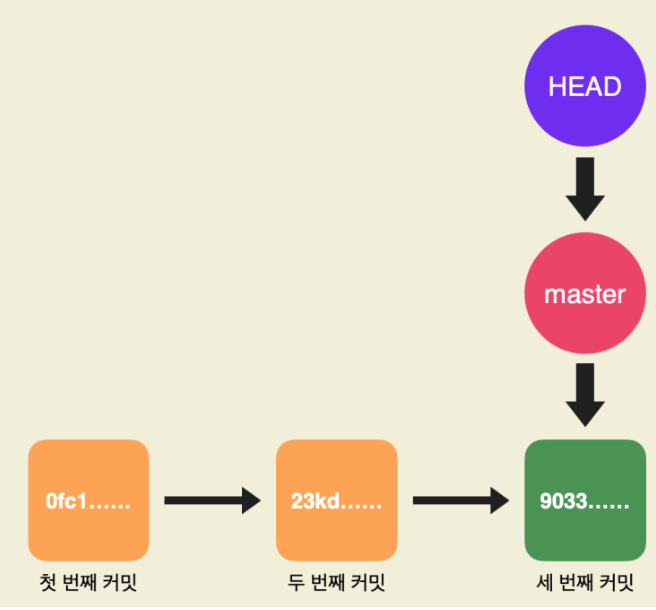 HEAD
master
0fc1......
23kd......
9033......
첫 번째 커밋
두 번째 커밋
세 번째 커밋